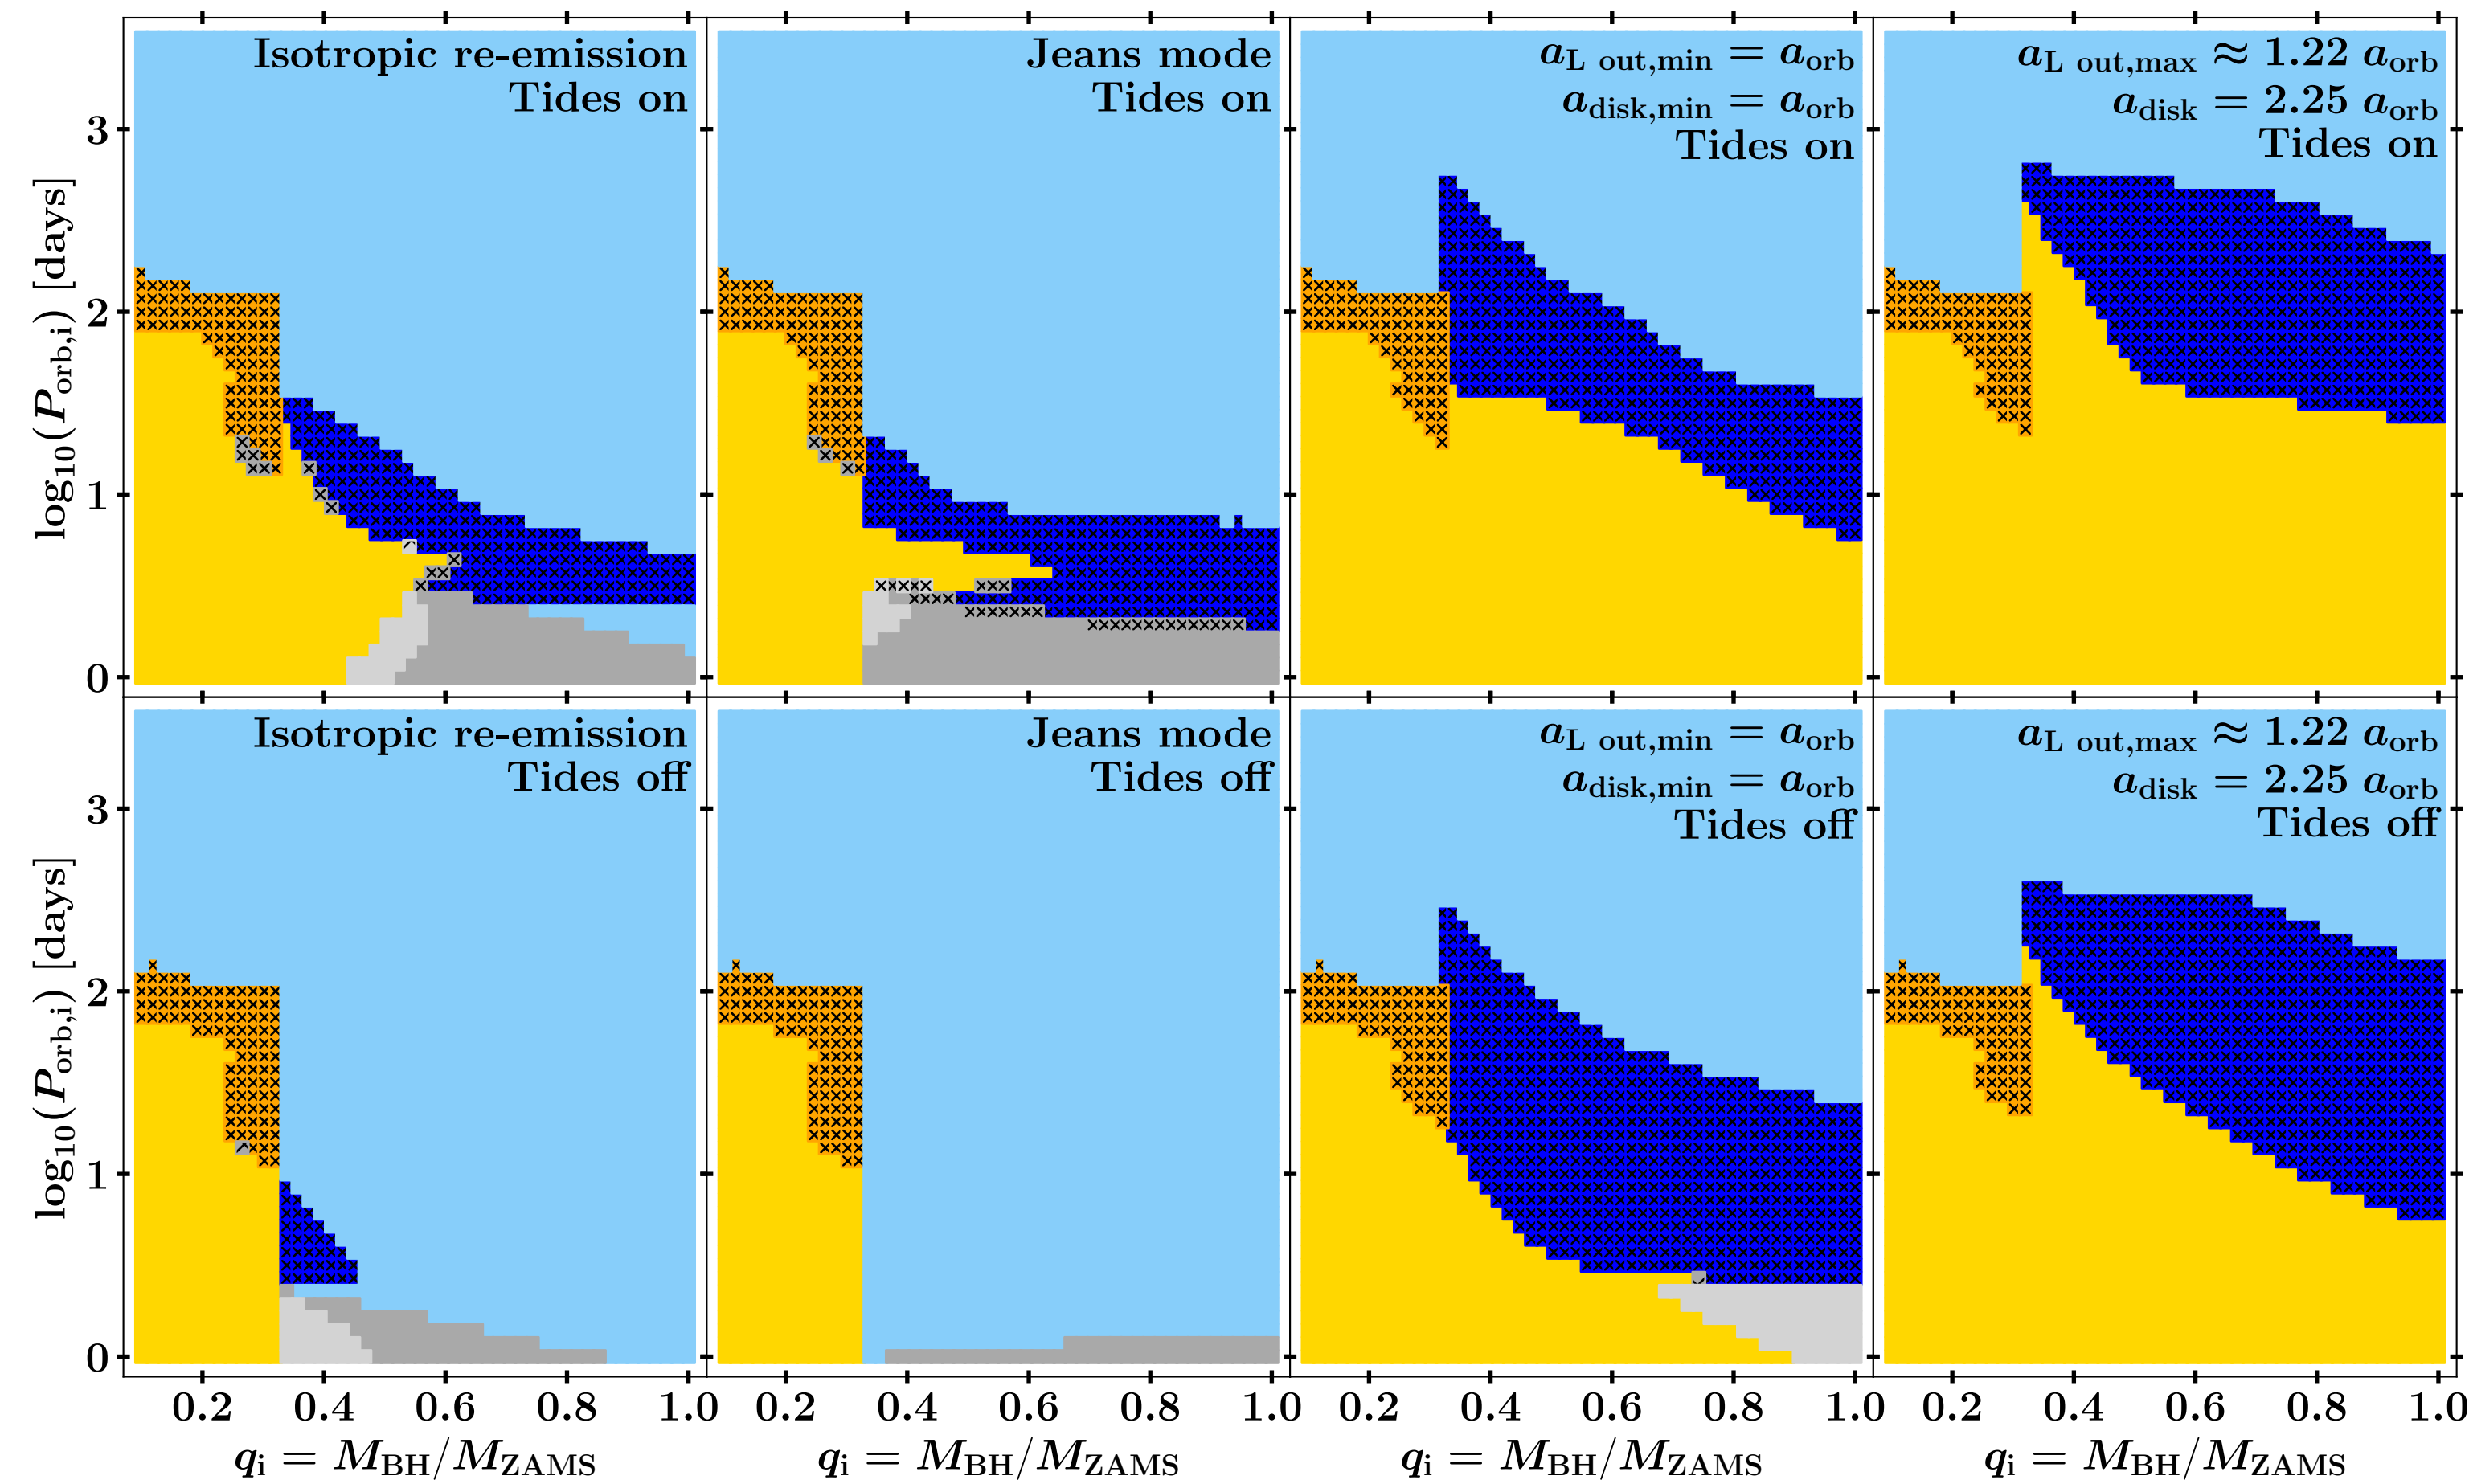 Isotropic re-emission
Tides on
Jeans mode
Tides on
a_L out,min = a_orb
a_disk,min = a_orb
Tides on
a_L out,max ≈ 1.22 a_orb
a_disk = 2.25 a_orb
Tides on
log₁₀(P_orb,i) [days]
3
2
1
0
Isotropic re-emission
Tides off
Jeans mode
Tides off
a_L out,min = a_orb
a_disk,min = a_orb
Tides off
a_L out,max ≈ 1.22 a_orb
a_disk = 2.25 a_orb
Tides off
log₁₀(P_orb,i) [days]
3
2
1
0
0.2 0.4 0.6 0.8 1.0 0.2 0.4 0.6 0.8 1.0 0.2 0.4 0.6 0.8 1.0 0.2 0.4 0.6 0.8 1.0
q_i = M_BH/M_ZAMS q_i = M_BH/M_ZAMS q_i = M_BH/M_ZAMS q_i = M_BH/M_ZAMS